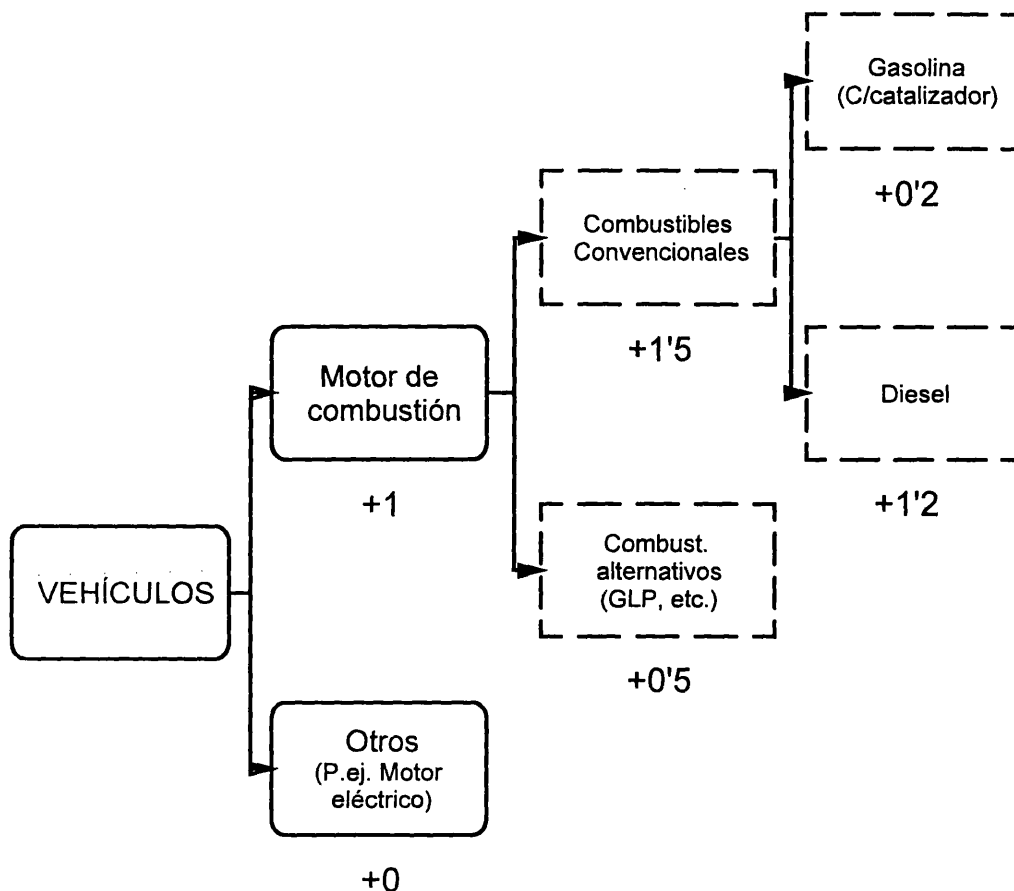 Gasolina
(C/catalizador)
+0'2
Combustibles
Convencionales
+1'5
Motor de
combustión
+1
Diesel
+1'2
VEHÍCULOS
Combust.
alternativos
(GLP, etc.)
+0'5
Otros
(P.ej. Motor
eléctrico)
+0